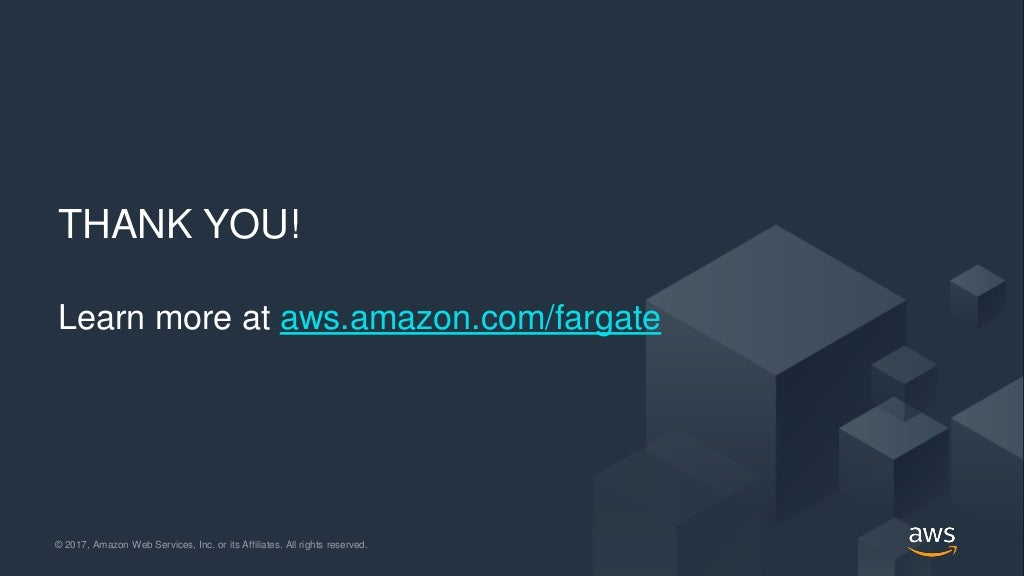 THANK YOU!
Learn more at aws.amazon.com/fargate
© 2017, Amazon Web Services, Inc. or its Affiliates. All rights reserved.
aws